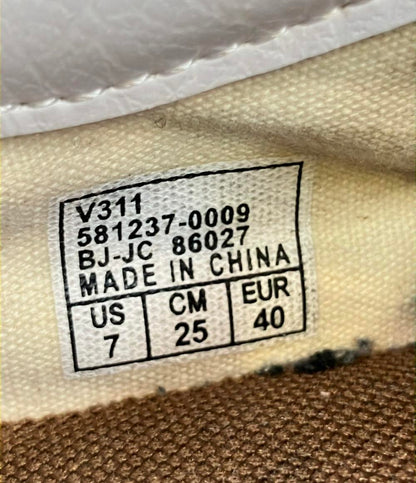 V311
581237-0009
BJ-JC 86027
MADE IN CHINA
US CM EUR
7 25 40